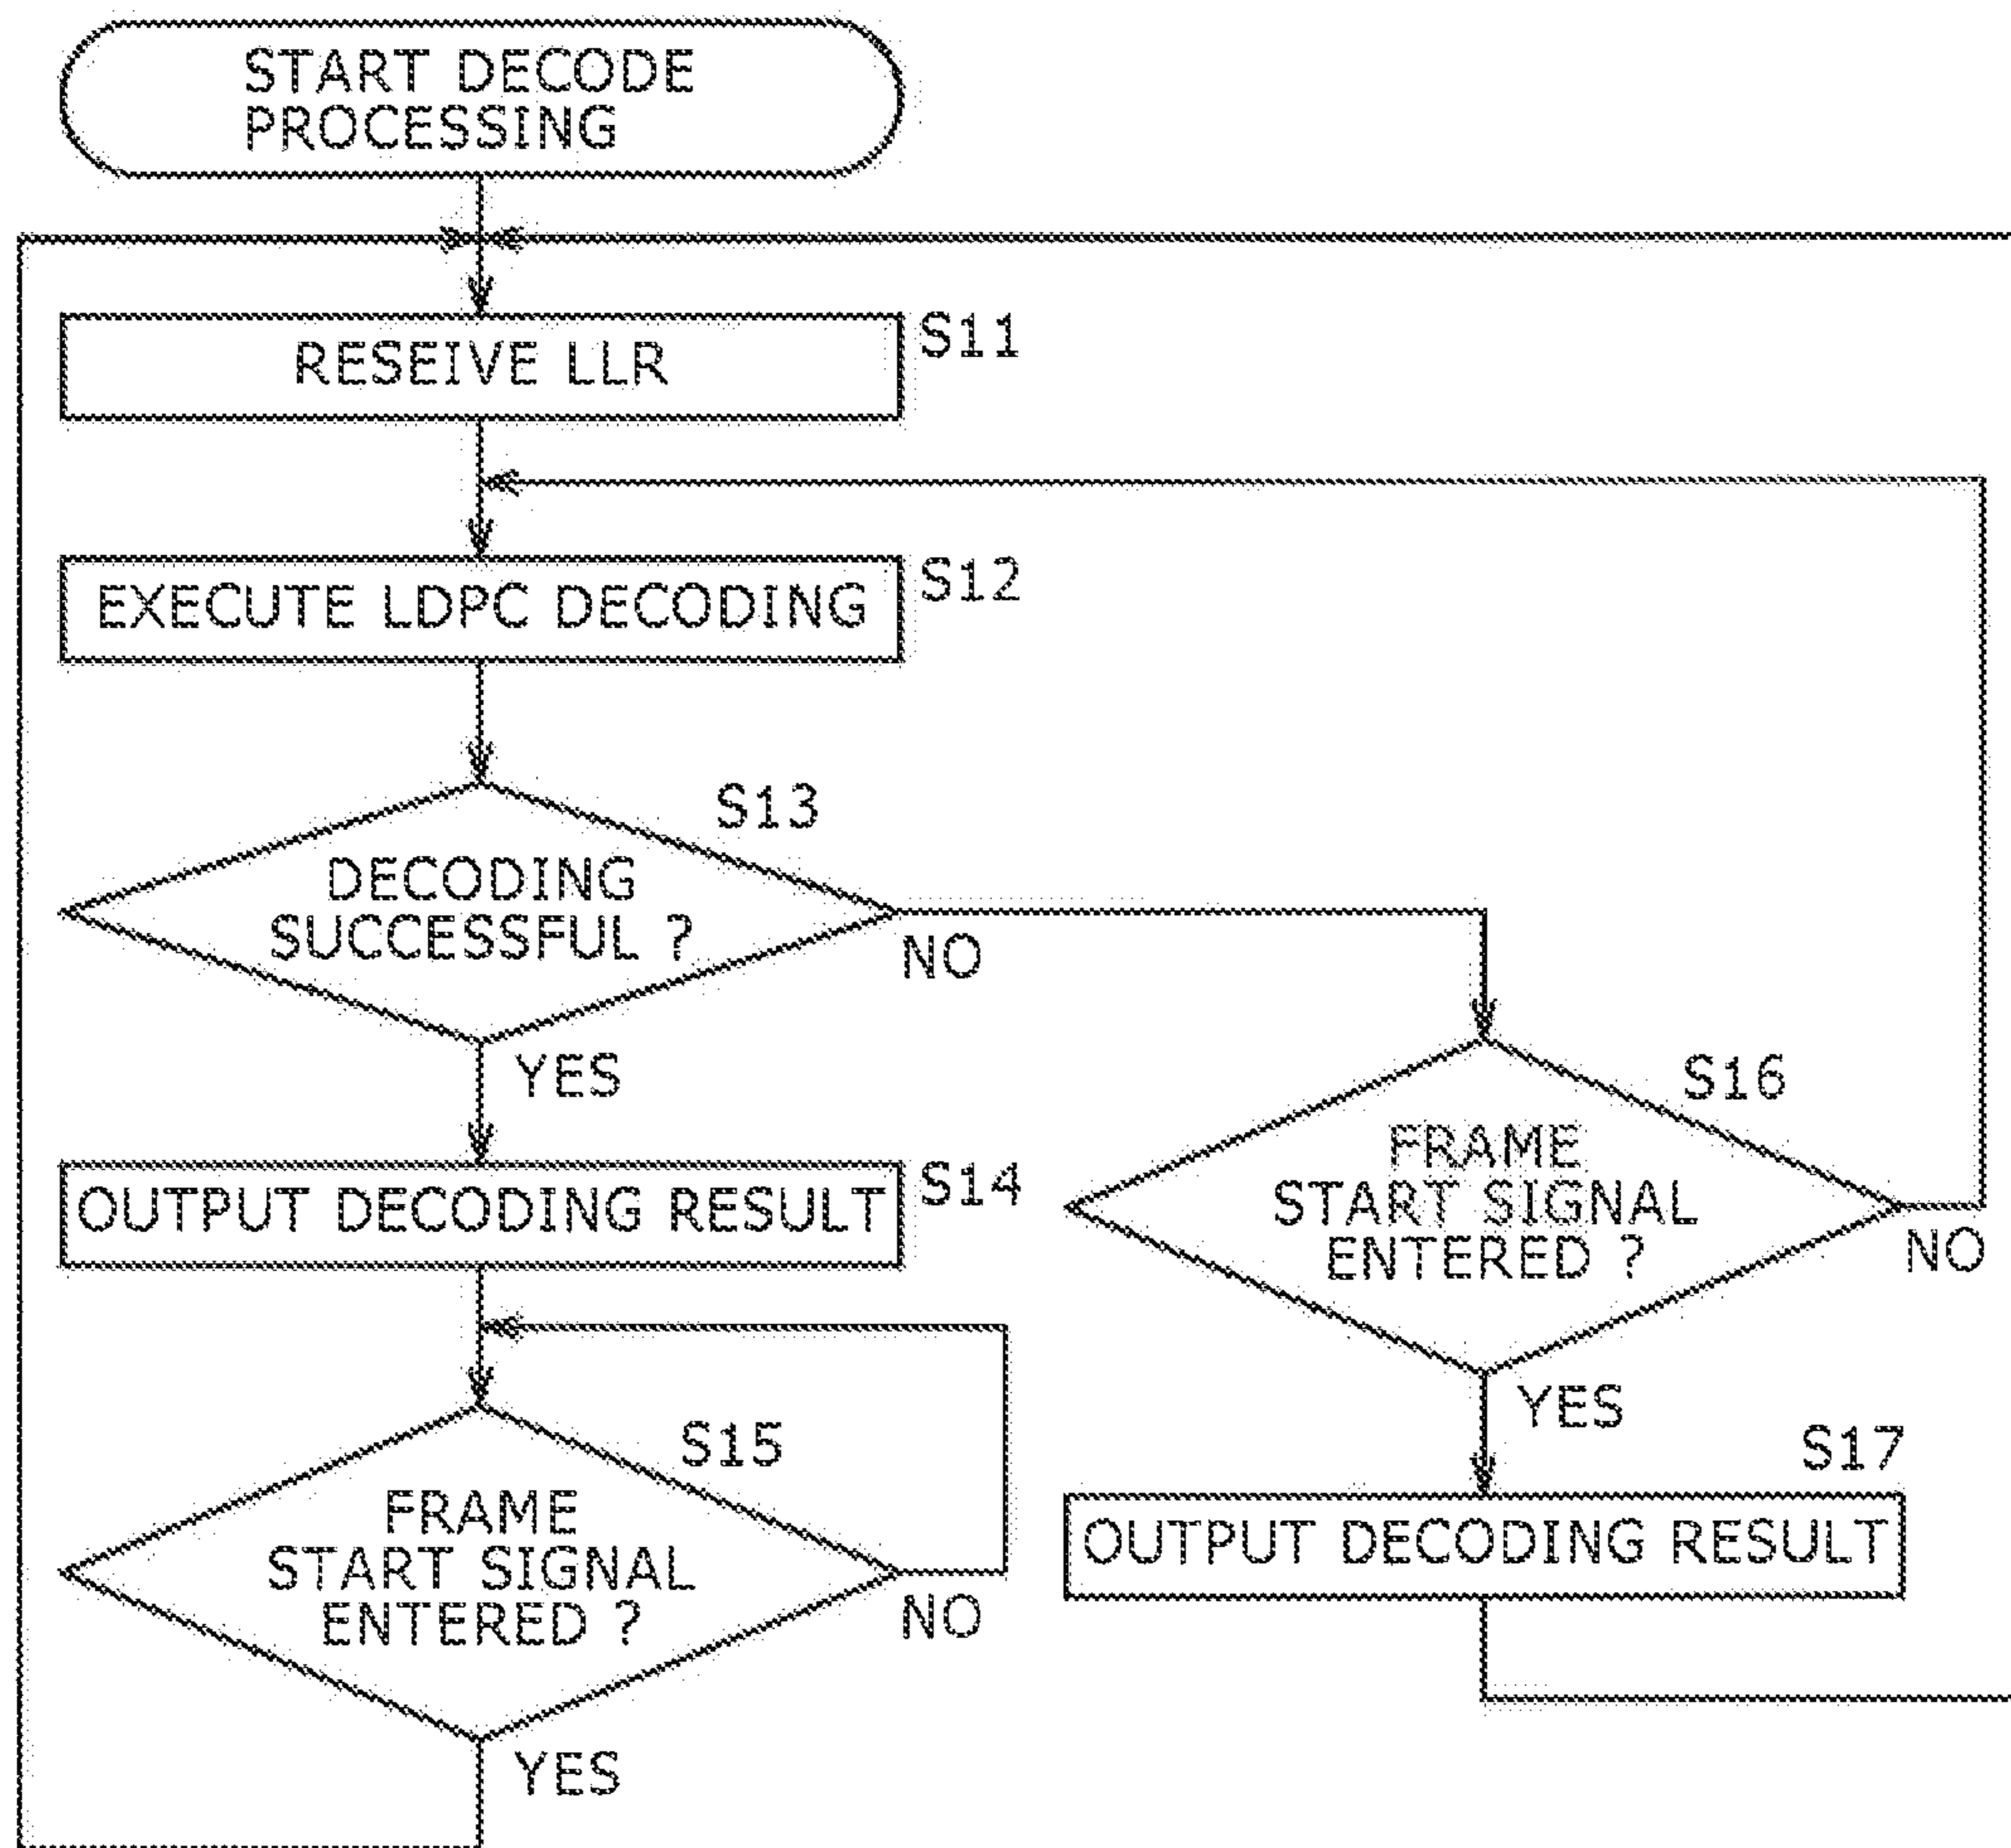 START DECODE
PROCESSING
RESEIVE LLR
S11
EXECUTE LDPC DECODING
S12
S13
DECODING
SUCCESSFUL ?
NO
YES
OUTPUT DECODING RESULT
S14
S15
FRAME
START SIGNAL
ENTERED ?
NO
YES
S16
FRAME
START SIGNAL
ENTERED ?
NO
YES
S17
OUTPUT DECODING RESULT